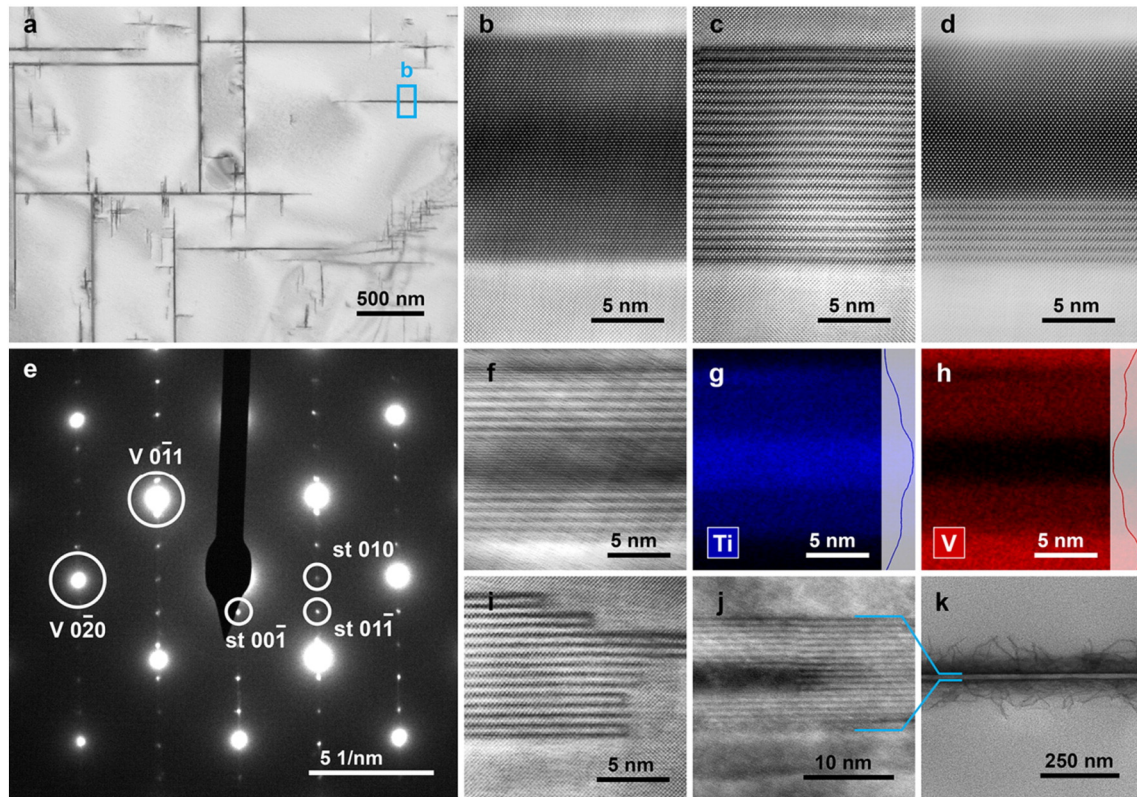 a
b
500 nm
b
5 nm
c
5 nm
d
5 nm
e
V 01̄1
V 02̄0
st 010
st 001̄
st 011̄
5 1/nm
f
5 nm
g
Ti
5 nm
h
V
5 nm
i
5 nm
j
10 nm
k
250 nm